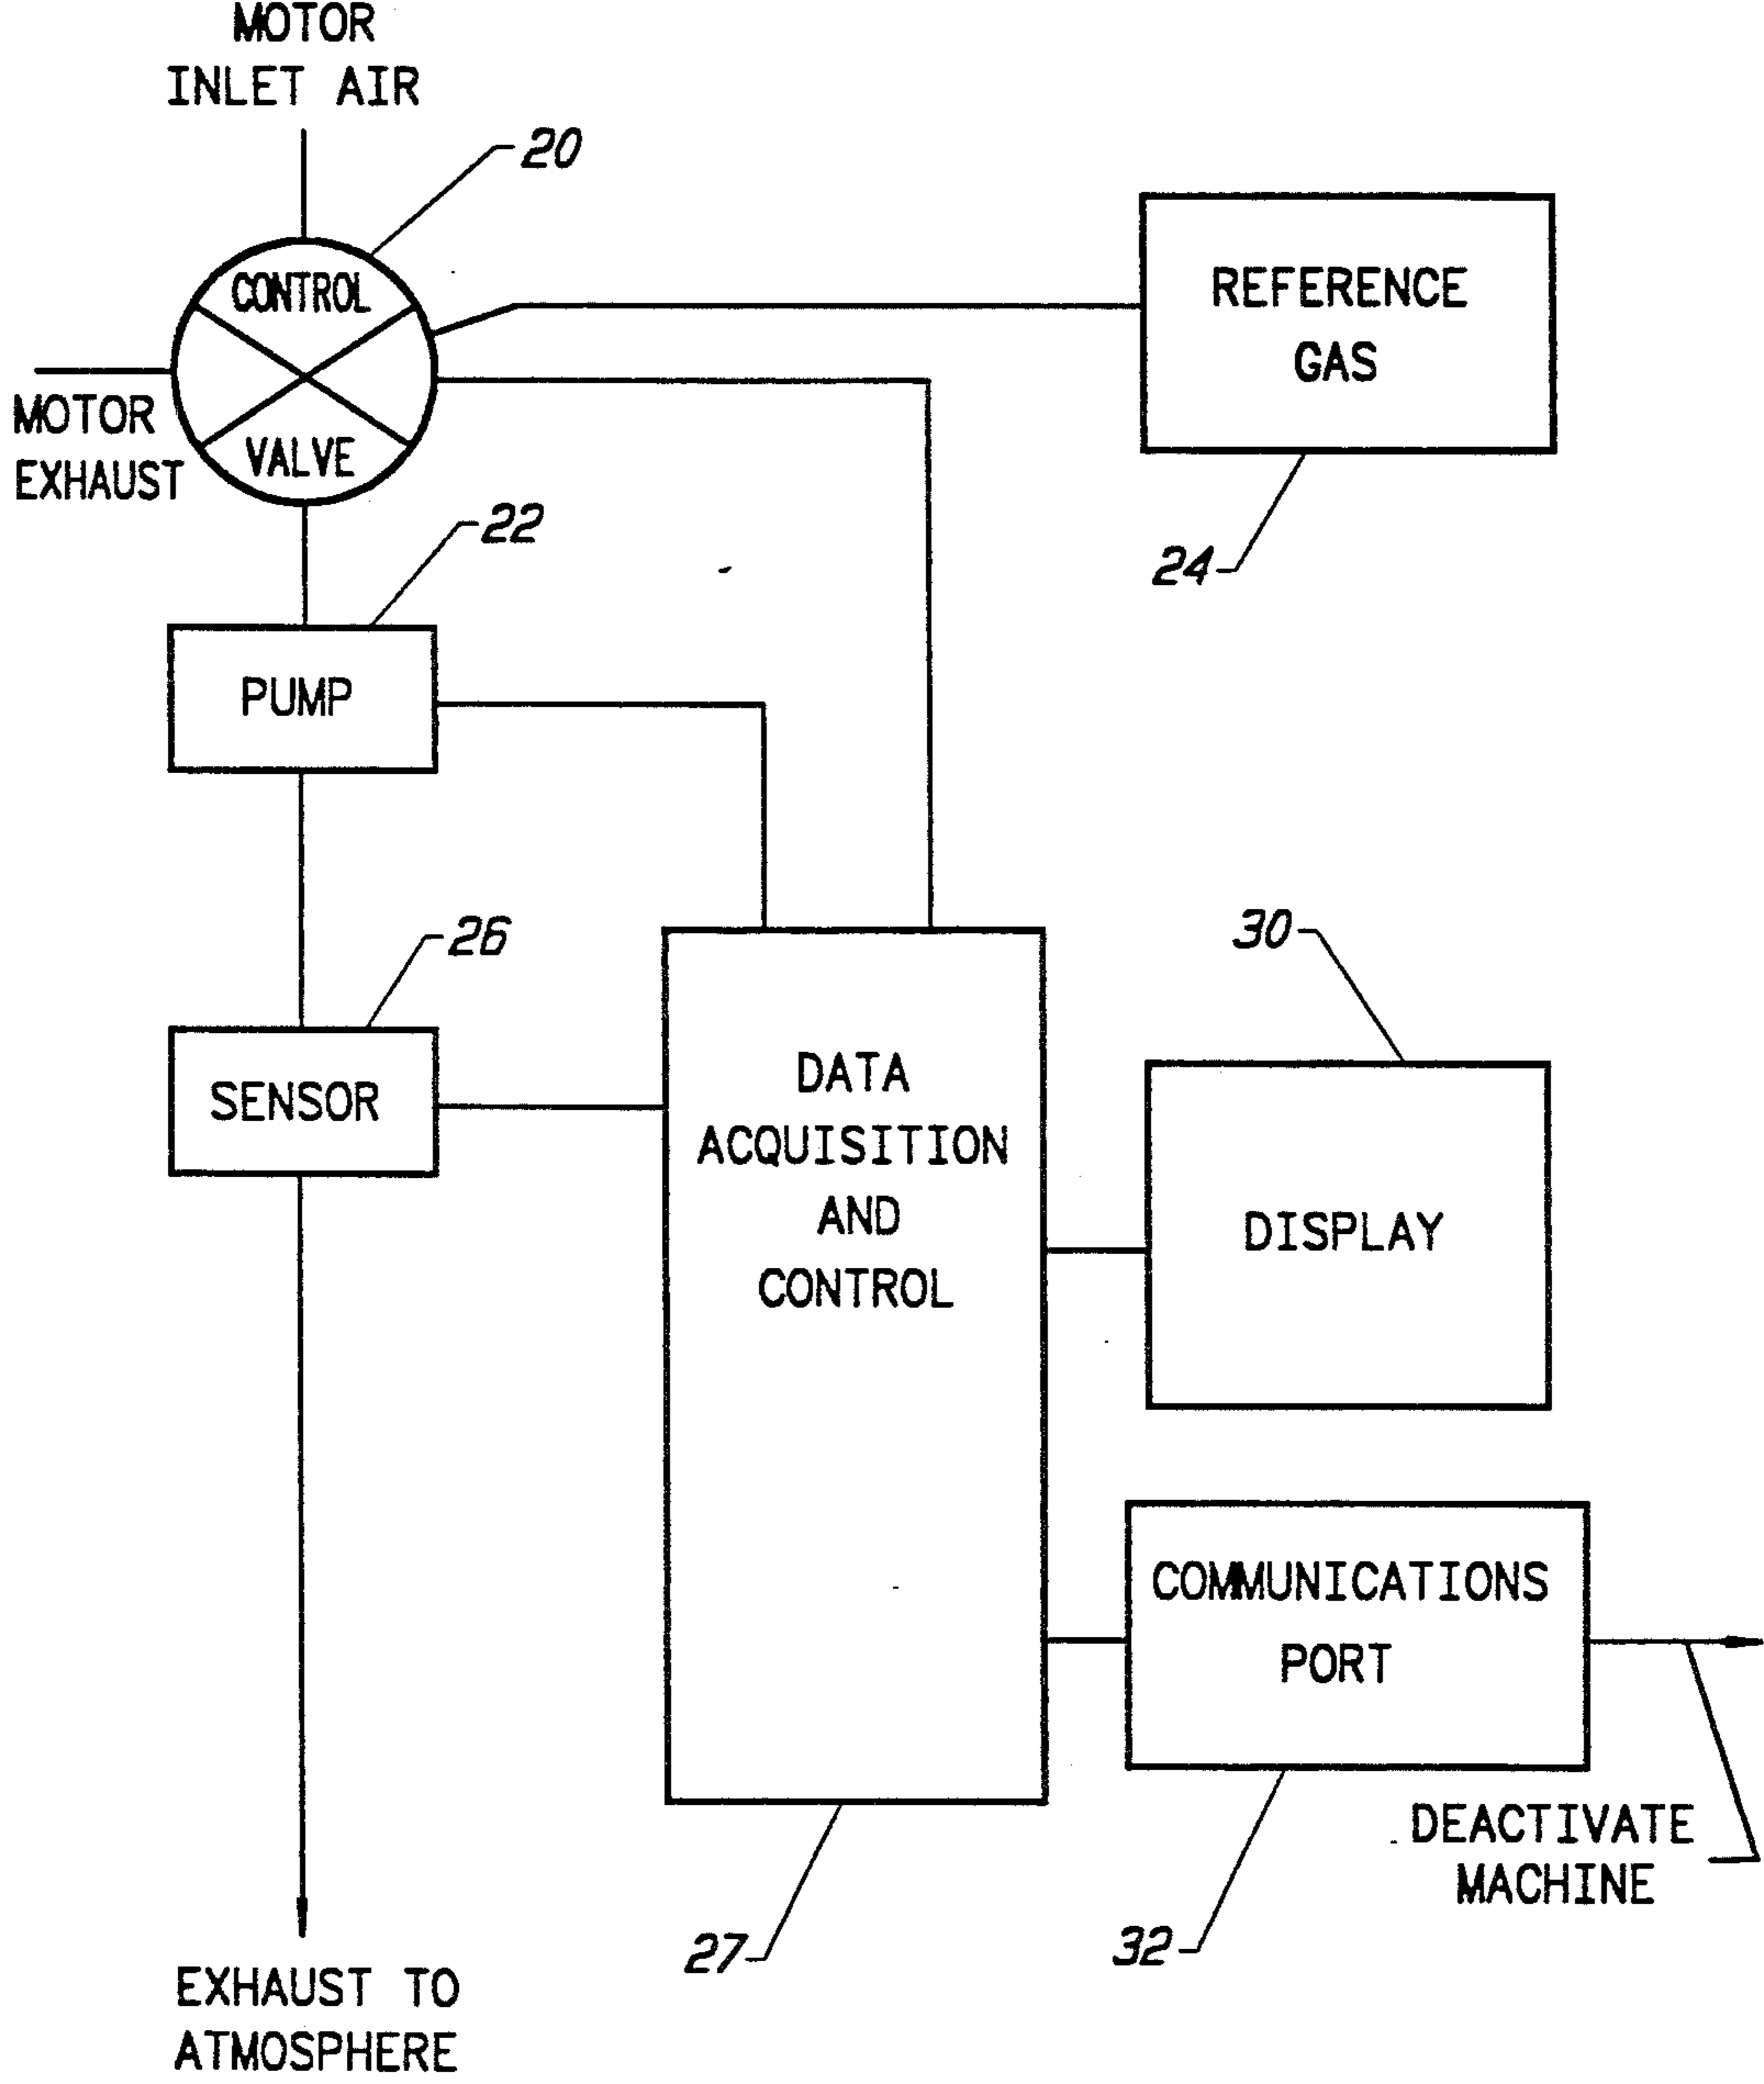 MOTOR
INLET AIR
20
CONTROL
VALVE
REFERENCE
GAS
24
MOTOR
EXHAUST
22
PUMP
26
SENSOR
DATA
ACQUISITION
AND
CONTROL
27
30
DISPLAY
COMMUNICATIONS
PORT
32
DEACTIVATE
MACHINE
EXHAUST TO
ATMOSPHERE